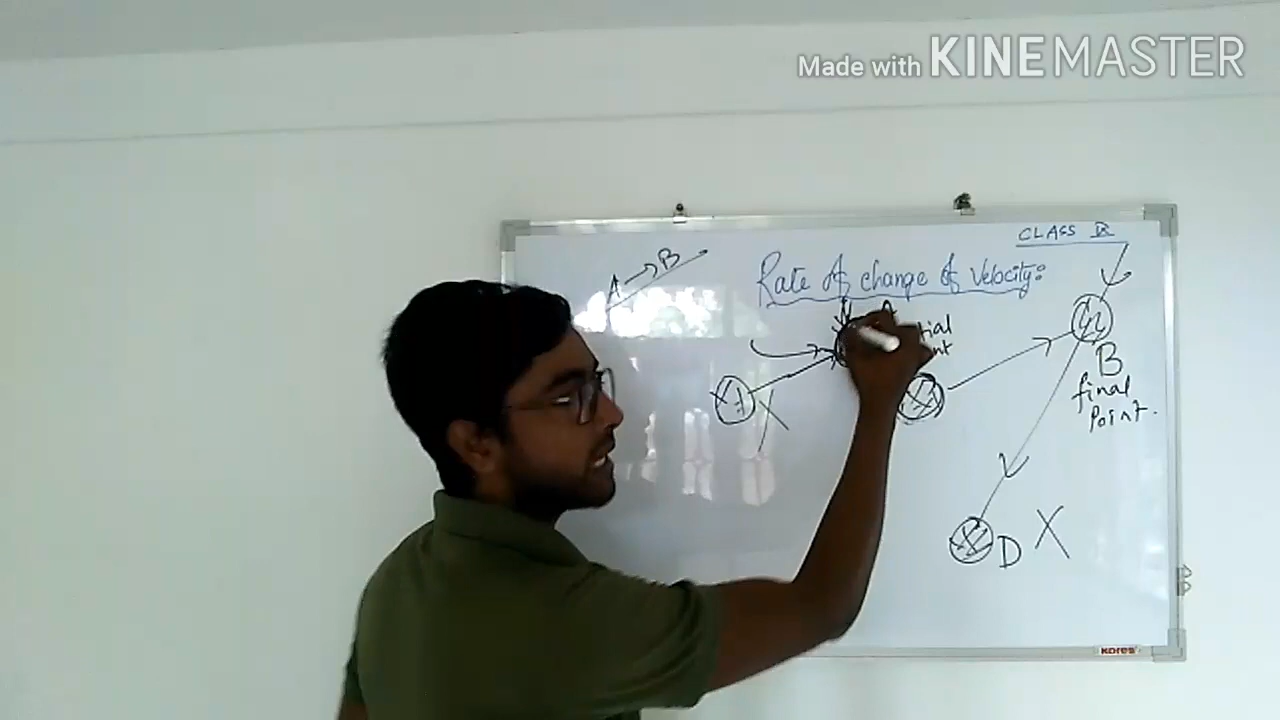 Made with KINEMASTER
CLASS IX
A → B
Rate of change of Velocity:
A
B
final
Point.
X
D X
KORES